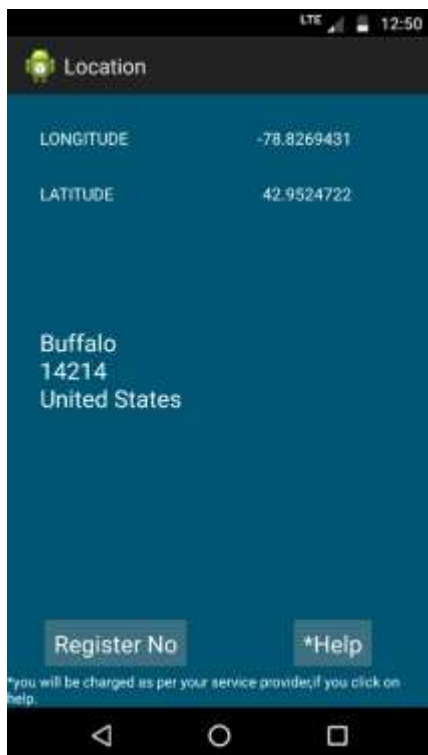 LTE 12:50
Location
LONGITUDE -78.8269431
LATITUDE 42.9524722
Buffalo
14214
United States
Register No *Help
*you will be charged as per your service provider,if you click on
help.